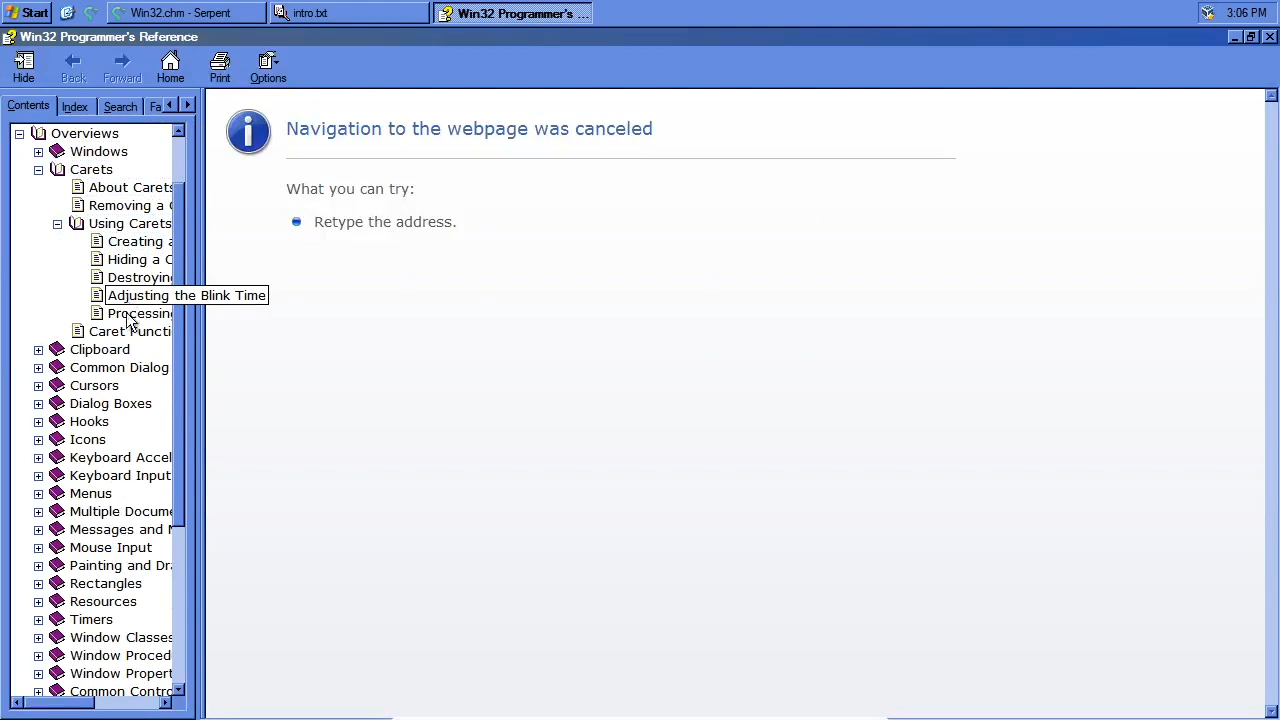 Start
Win32.chm - Serpent
intro.txt
Win32 Programmer's ...
3:06 PM
Win32 Programmer's Reference
Hide
Back
Forward
Home
Print
Options
Contents
Index
Search
Fa
Overviews
Windows
Carets
About Carets
Removing a C
Using Carets
Creating a
Hiding a C
Destroying
Adjusting the Blink Time
Processing
Caret Functi
Clipboard
Common Dialog
Cursors
Dialog Boxes
Hooks
Icons
Keyboard Accel
Keyboard Input
Menus
Multiple Docume
Messages and M
Mouse Input
Painting and Dra
Rectangles
Resources
Timers
Window Classes
Window Proced
Window Propert
Common Contro
Navigation to the webpage was canceled
What you can try:
Retype the address.